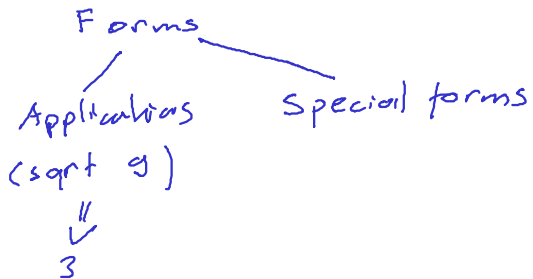 Forms
Applications
Special forms
(sqrt 9)
⇓
3